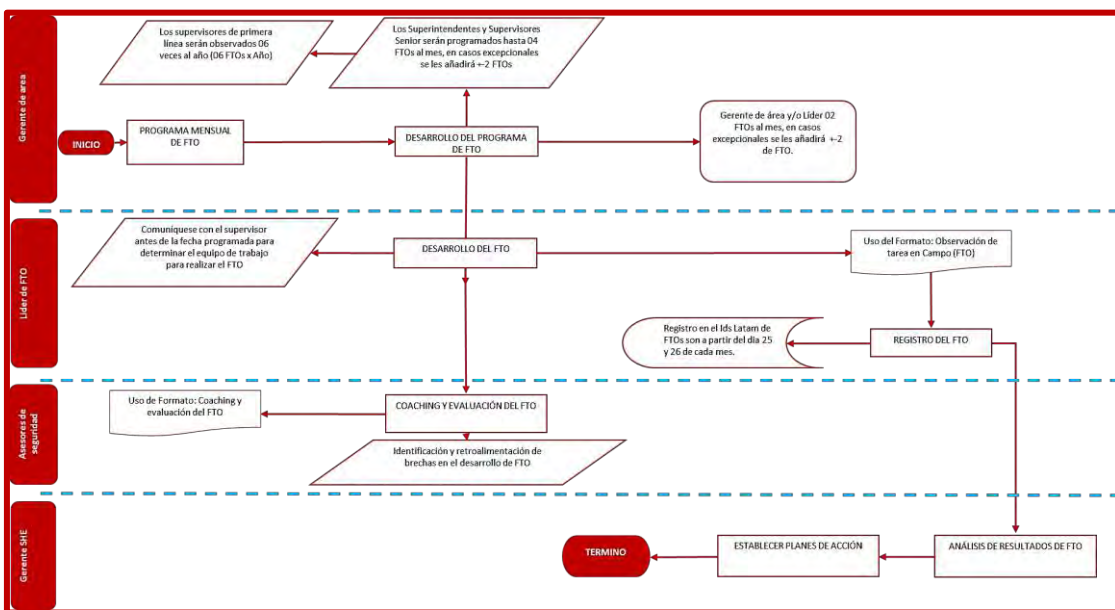 Gerente de area
Los supervisores de primera
línea serán observados 06
veces al año (06 FTOs x Año)
Los Superintendentes y Supervisores
Senior serán programados hasta 04
FTOs al mes, en casos excepcionales
se les añadirá +-2 FTOs
INICIO
PROGRAMA MENSUAL
DE FTO
DESARROLLO DEL PROGRAMA
DE FTO
Gerente de área y/o Líder 02
FTOs al mes, en casos
excepcionales se les añadirá +-2
de FTO.
Líder de FTO
Comuníquese con el supervisor
antes de la fecha programada para
determinar el equipo de trabajo
para realizar el FTO
DESARROLLO DEL FTO
Uso del Formato: Observación de
tarea en Campo (FTO)
Registro en el Ids Latam de
FTOs son a partir del dia 25
y 26 de cada mes.
REGISTRO DEL FTO
Asesores de
seguridad
Uso de Formato: Coaching y
evaluación del FTO
COACHING Y EVALUACIÓN DEL FTO
Identificación y retroalimentación de
brechas en el desarrollo de FTO
Gerente SHE
TERMINO
ESTABLECER PLANES DE ACCIÓN
ANÁLISIS DE RESULTADOS DE FTO